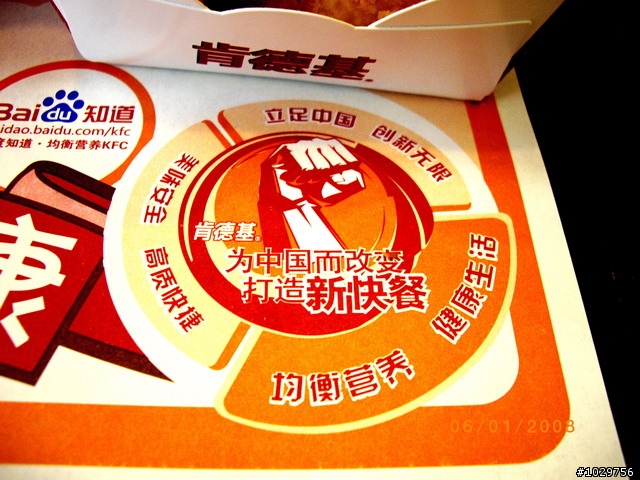 肯德基
Bai du 知道
idao.baidu.com/kfc
度知道·均衡营养KFC
立足中国 创新无限
美味安全
高质快捷
肯德基
为中国而改变
打造新快餐
健康生活
均衡营养
康
06/01/2008
#1029756